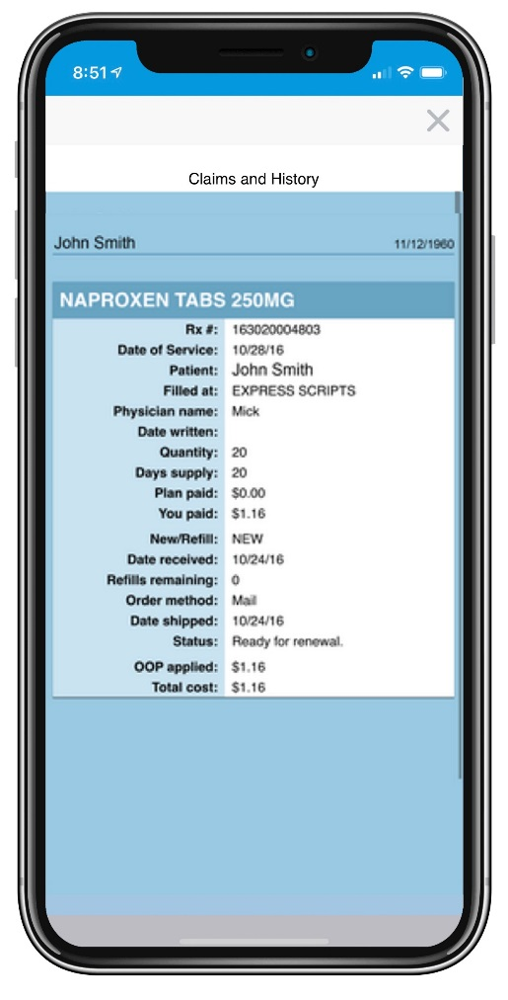 8:51
Claims and History
John Smith 11/12/1960
NAPROXEN TABS 250MG
Rx #: 163020004803
Date of Service: 10/28/16
Patient: John Smith
Filled at: EXPRESS SCRIPTS
Physician name: Mick
Date written:
Quantity: 20
Days supply: 20
Plan paid: $0.00
You paid: $1.16
New/Refill: NEW
Date received: 10/24/16
Refills remaining: 0
Order method: Mail
Date shipped: 10/24/16
Status: Ready for renewal.
OOP applied: $1.16
Total cost: $1.16